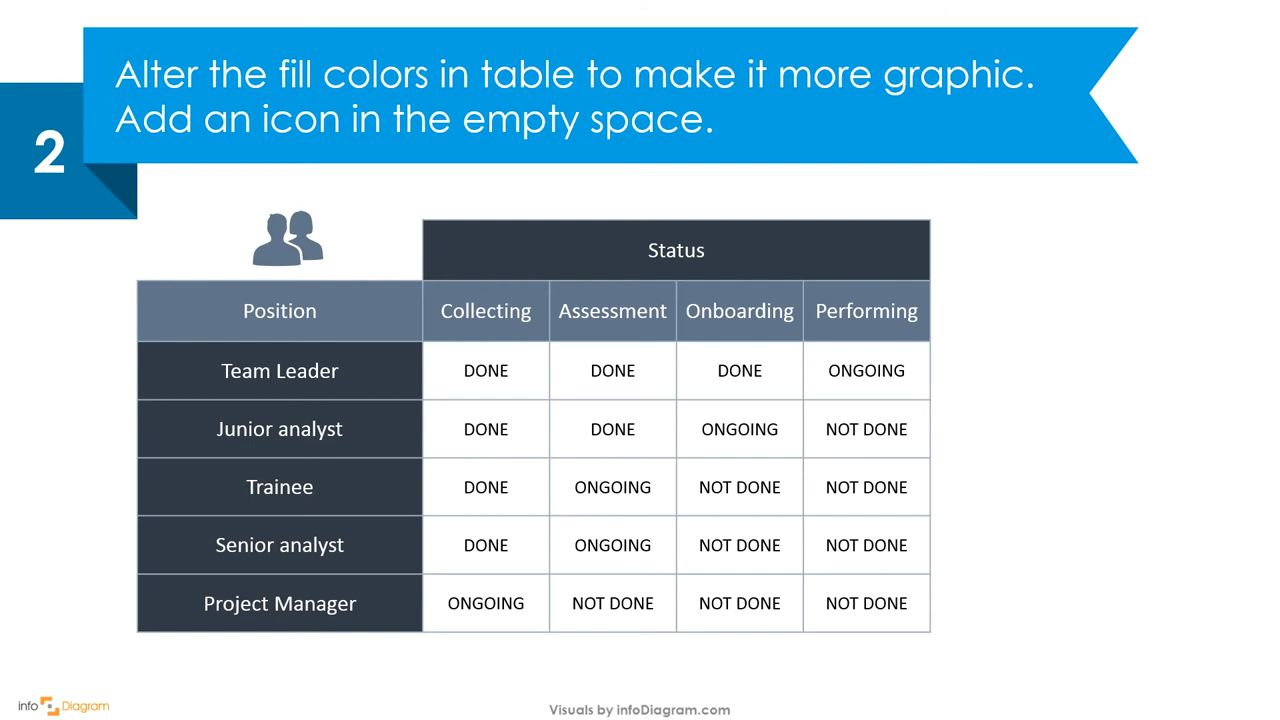 Alter the fill colors in table to make it more graphic.
Add an icon in the empty space.
2
Status
Position Collecting Assessment Onboarding Performing
Team Leader DONE DONE DONE ONGOING
Junior analyst DONE DONE ONGOING NOT DONE
Trainee DONE ONGOING NOT DONE NOT DONE
Senior analyst DONE ONGOING NOT DONE NOT DONE
Project Manager ONGOING NOT DONE NOT DONE NOT DONE
info Diagram
Visuals by infoDiagram.com